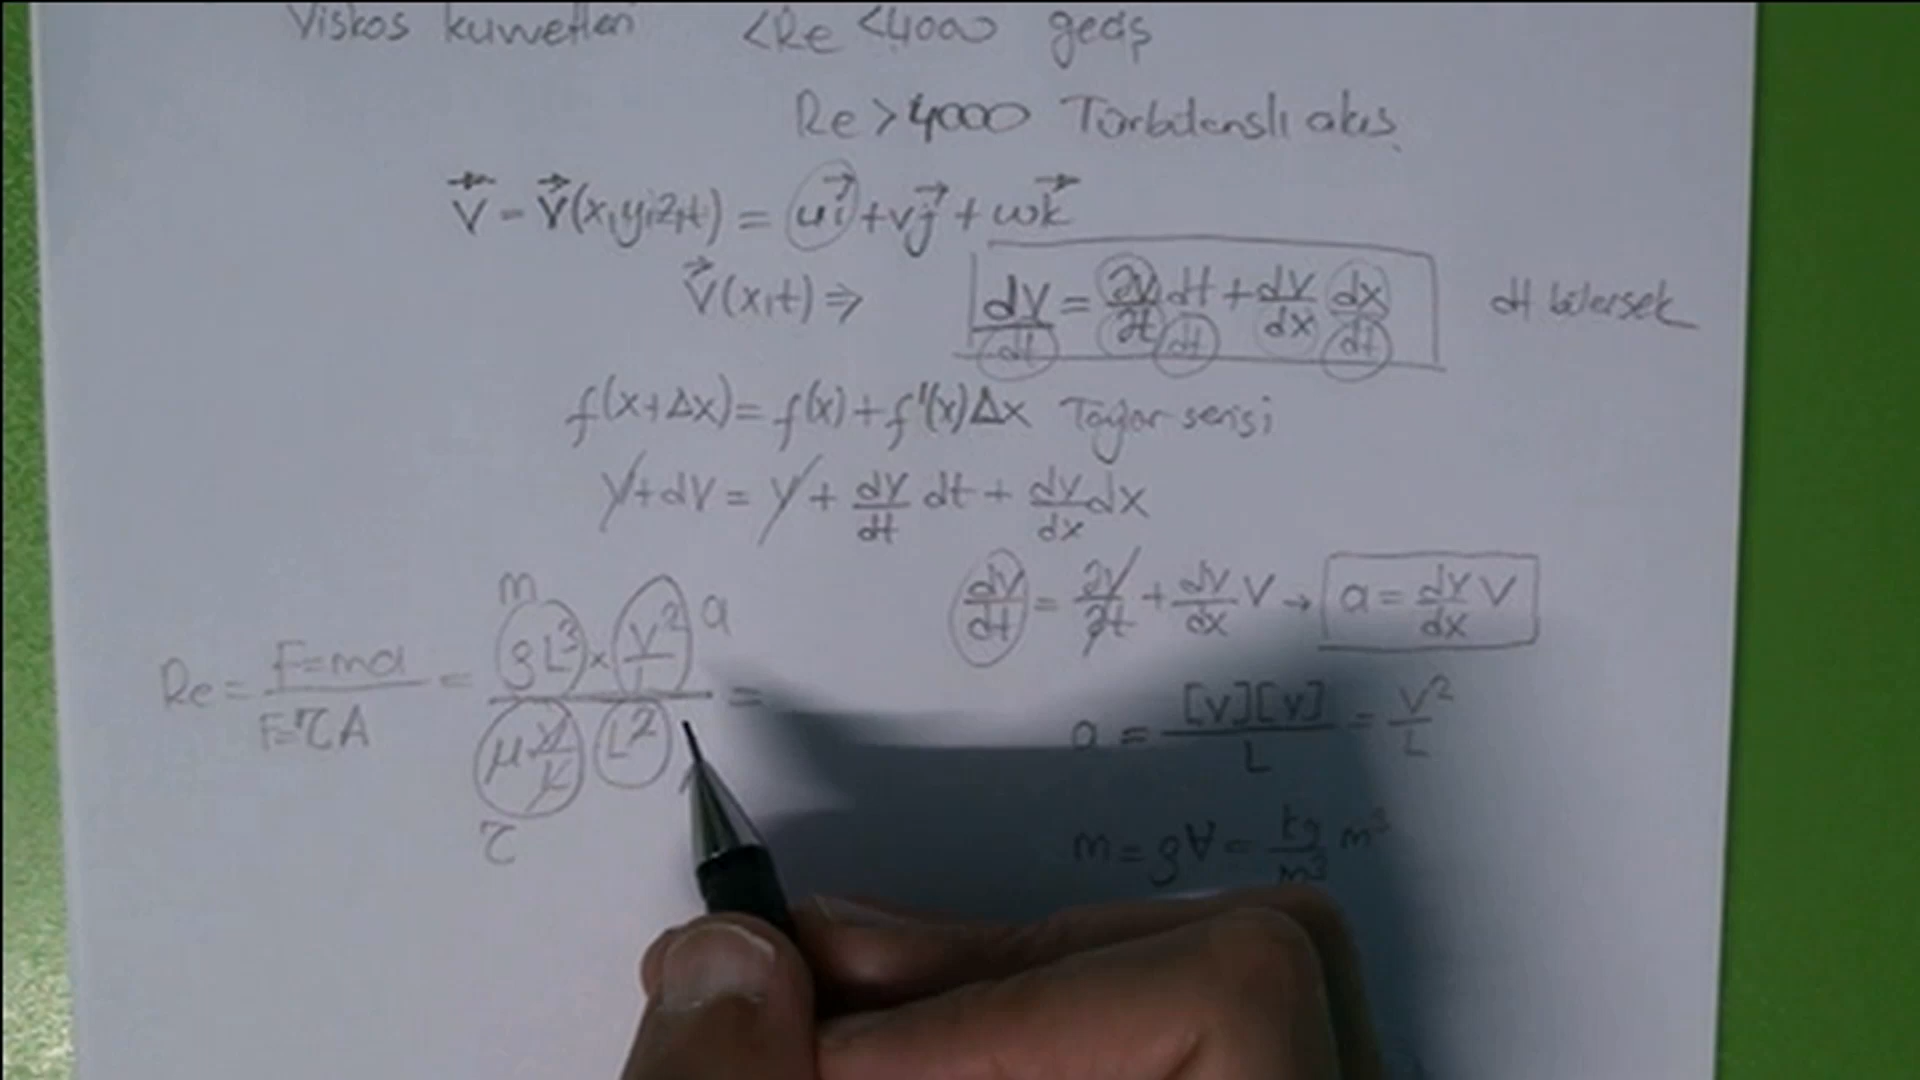 Viskos kuvvetleri <Re <4000 geçiş
Re>4000 Türbülanslı akış
V = V(x,y,z,t) = ui+vj+wk
V(x,t) ⇒ dV/dt = ∂V/∂t dt/dt + dV/dx dx/dt dt bölersek
f(x+Δx)=f(x)+f'(x)Δx Taylor serisi
V+dV = V + dV/dt dt + dV/dx dx
dV/dt = ∂V/∂t + dV/dx V → a = dV/dx V
Re = F=ma / F=τA = m ρL³ × V²/L a / μ V/L L² =
τ A
a = [V][V] / L = V²/L
m = ρV = kg/m³ m³